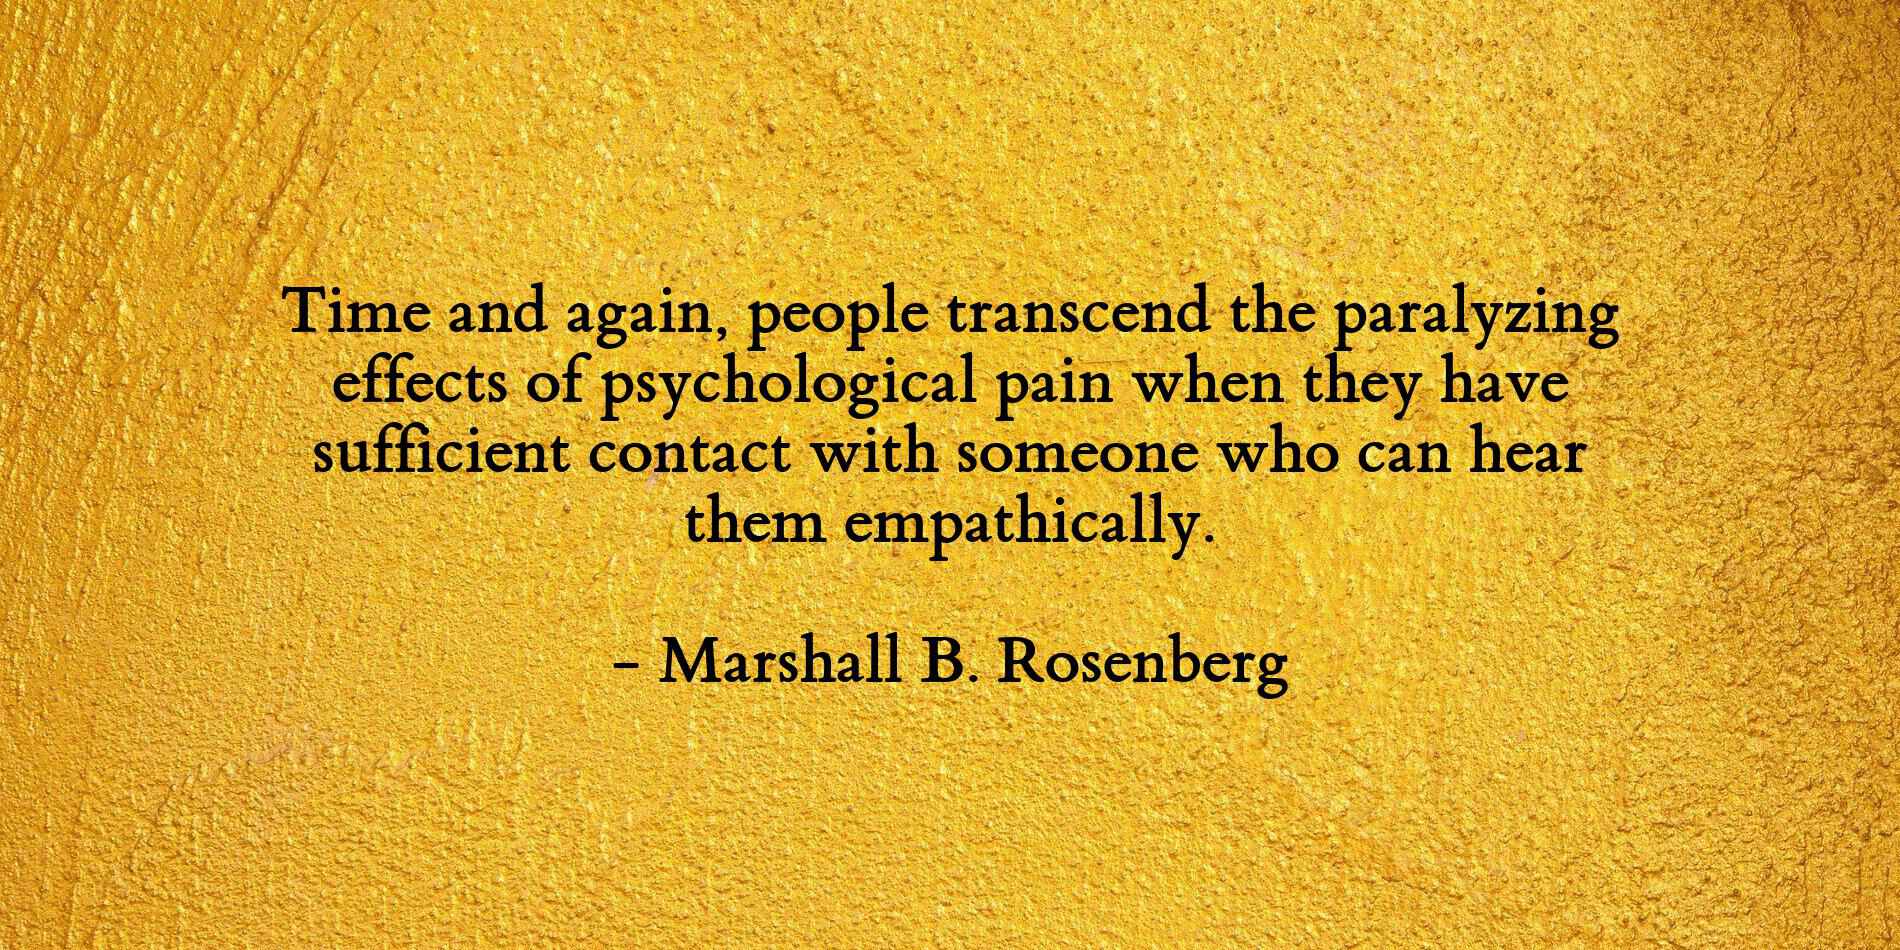 Time and again, people transcend the paralyzing
effects of psychological pain when they have
sufficient contact with someone who can hear
them empathically.
– Marshall B. Rosenberg